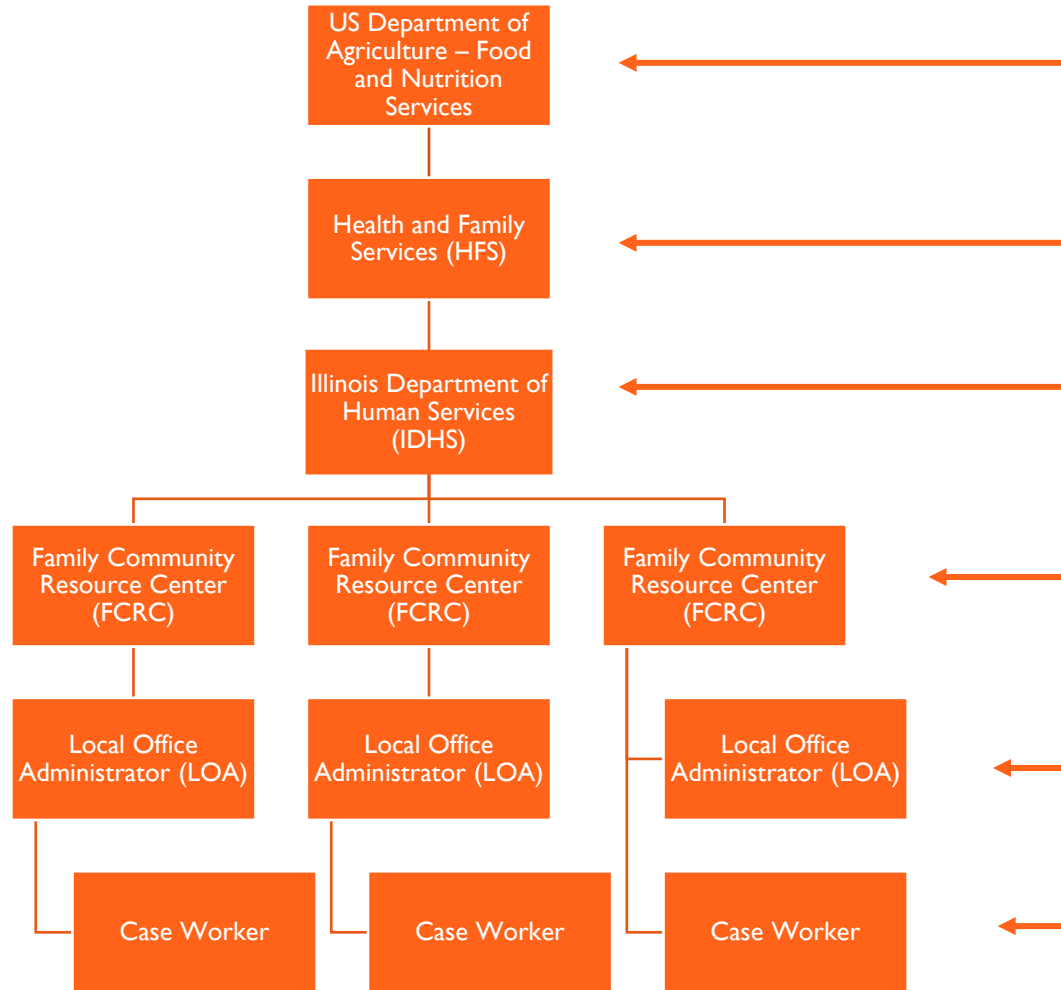 US Department of
Agriculture – Food
and Nutrition
Services
Health and Family
Services (HFS)
Illinois Department of
Human Services
(IDHS)
Family Community
Resource Center
(FCRC)
Family Community
Resource Center
(FCRC)
Family Community
Resource Center
(FCRC)
Local Office
Administrator (LOA)
Local Office
Administrator (LOA)
Local Office
Administrator (LOA)
Case Worker
Case Worker
Case Worker